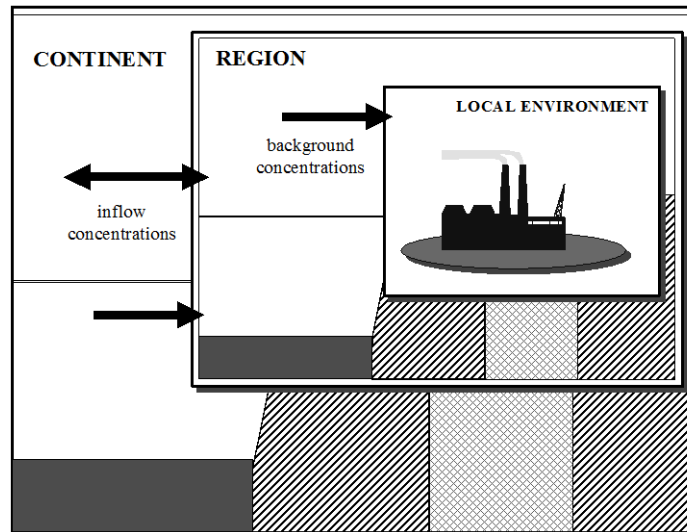 CONTINENT
REGION
LOCAL ENVIRONMENT
background
concentrations
inflow
concentrations